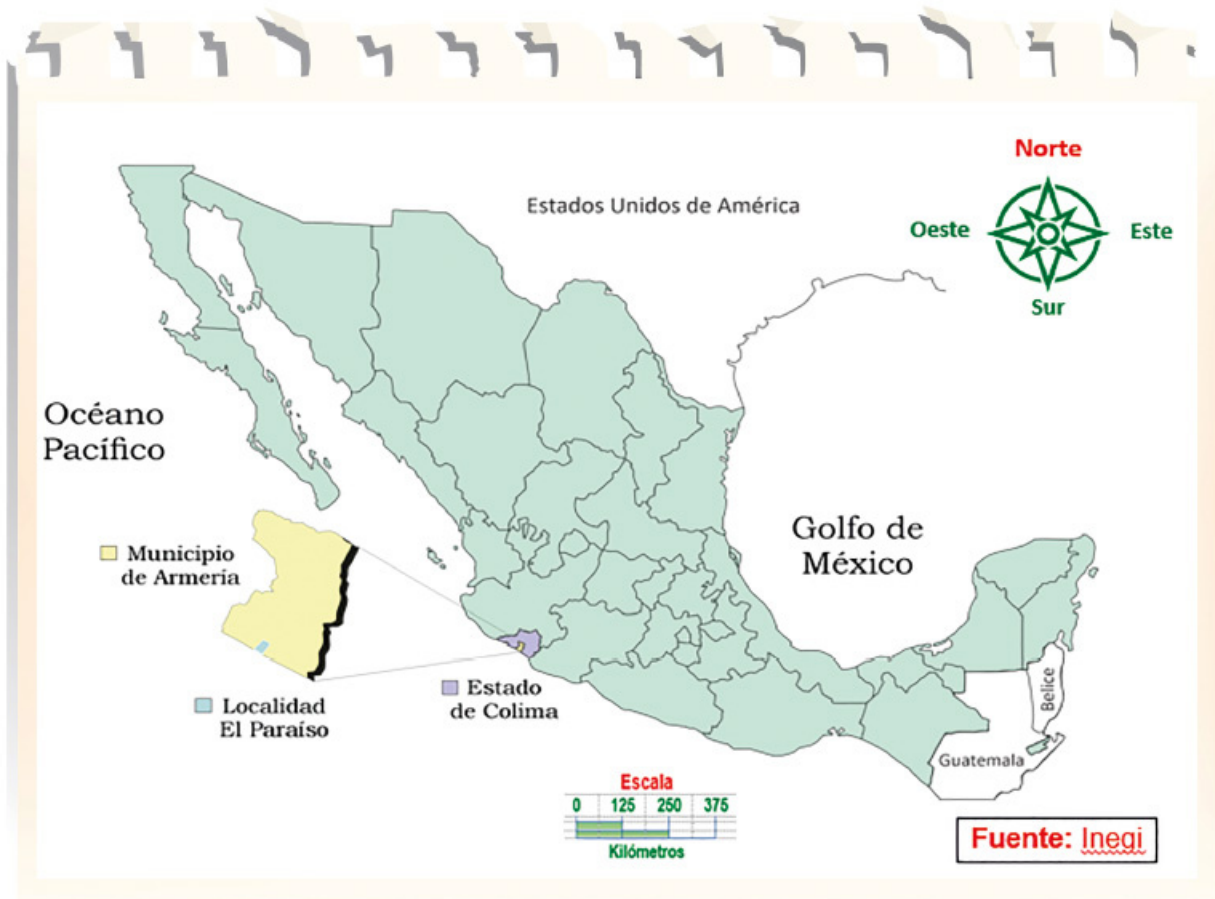 Norte
Estados Unidos de América
Oeste
Este
Sur
Océano
Pacífico
Golfo de
México
Municipio
de Armería
Localidad
El Paraíso
Estado
de Colima
Belice
Guatemala
Escala
0 125 250 375
Kilómetros
Fuente: Inegi